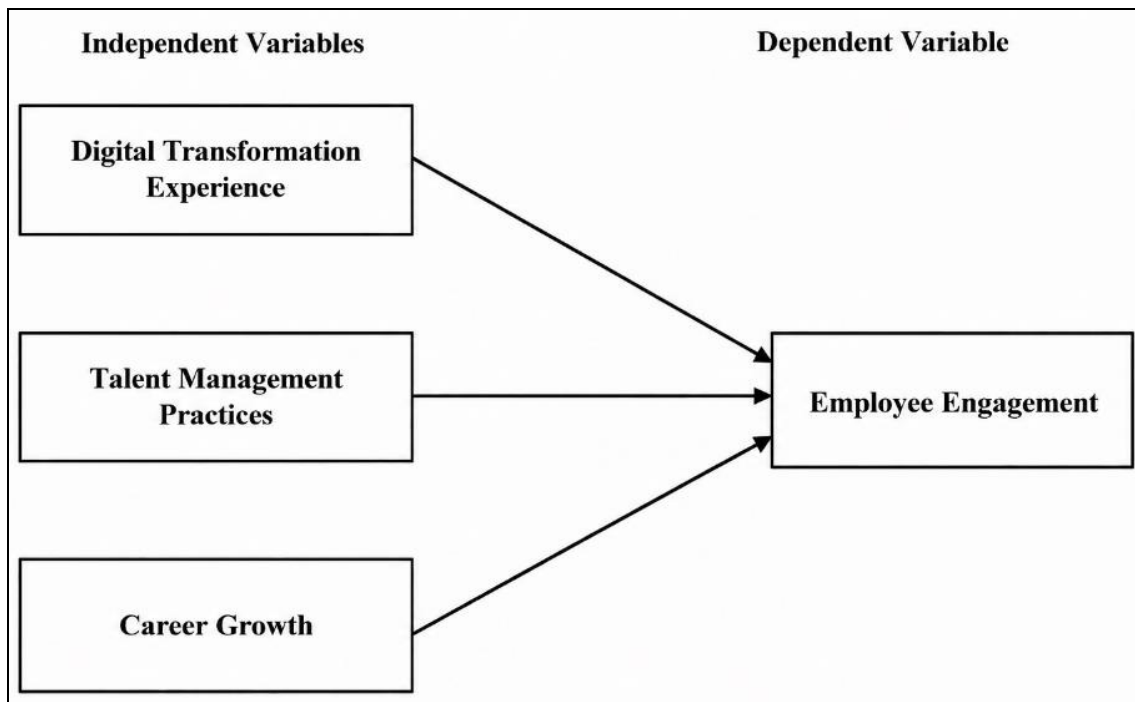 Independent Variables
Dependent Variable
Digital Transformation
Experience
Talent Management
Practices
Employee Engagement
Career Growth